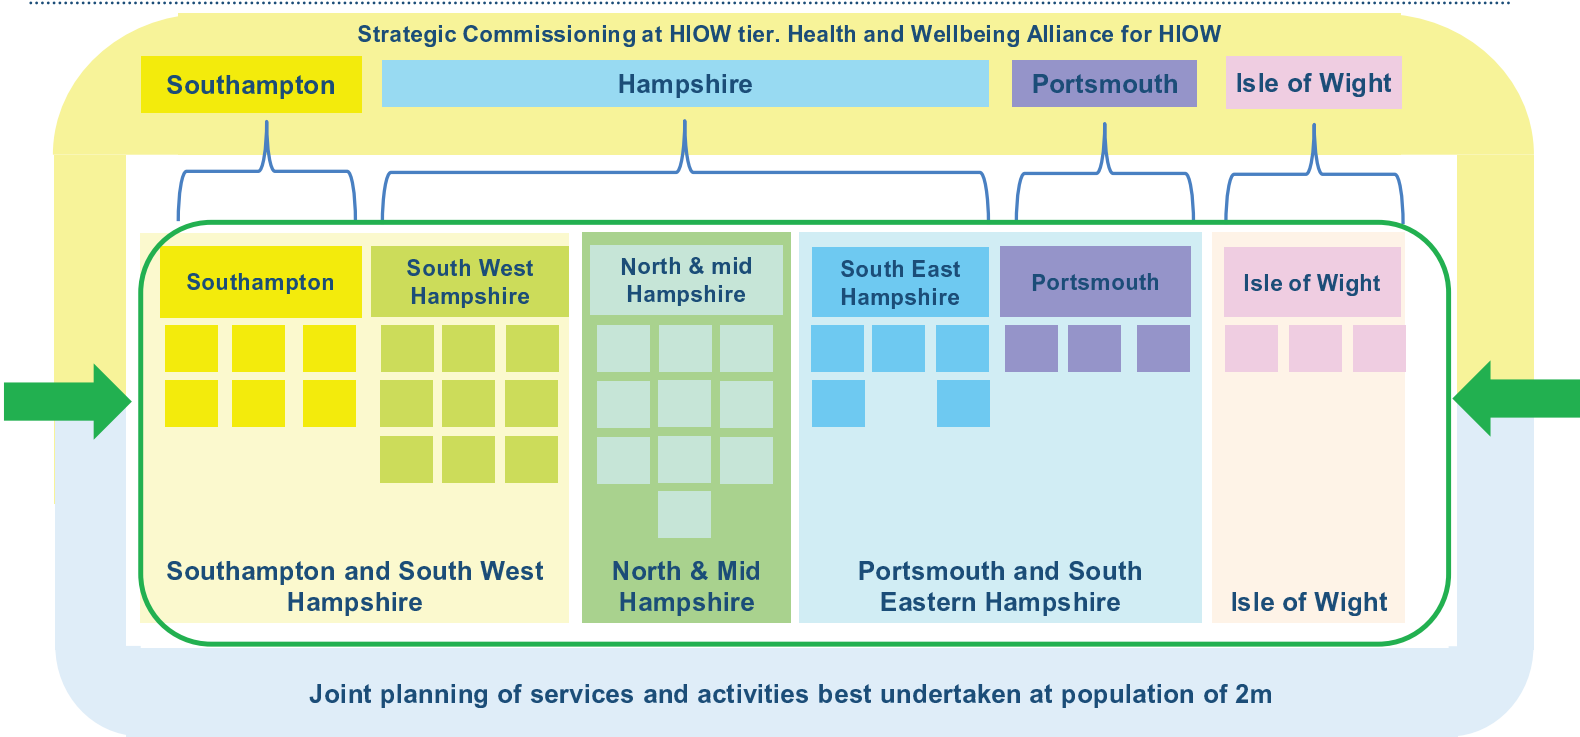 Strategic Commissioning at HIOW tier. Health and Wellbeing Alliance for HIOW
Southampton
Hampshire
Portsmouth
Isle of Wight
Southampton
South West
Hampshire
North & mid
Hampshire
South East
Hampshire
Portsmouth
Isle of Wight
Southampton and South West
Hampshire
North & Mid
Hampshire
Portsmouth and South
Eastern Hampshire
Isle of Wight
Joint planning of services and activities best undertaken at population of 2m